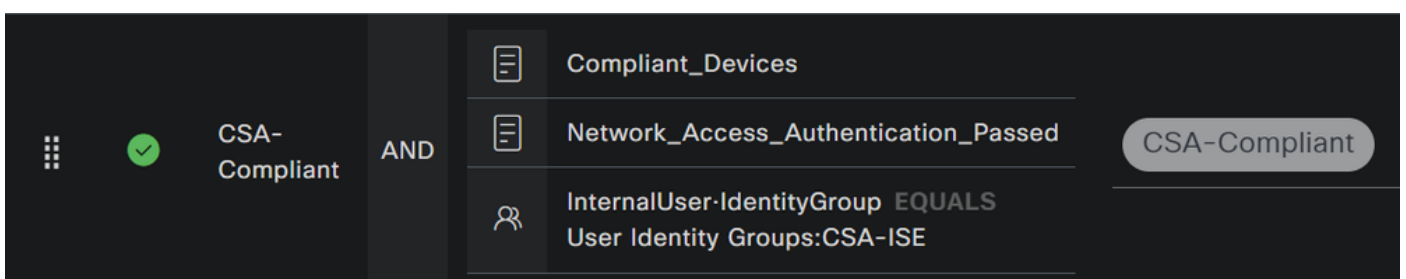 CSA-
Compliant
AND
Compliant_Devices
Network_Access_Authentication_Passed
InternalUser·IdentityGroup EQUALS
User Identity Groups:CSA-ISE
CSA-Compliant